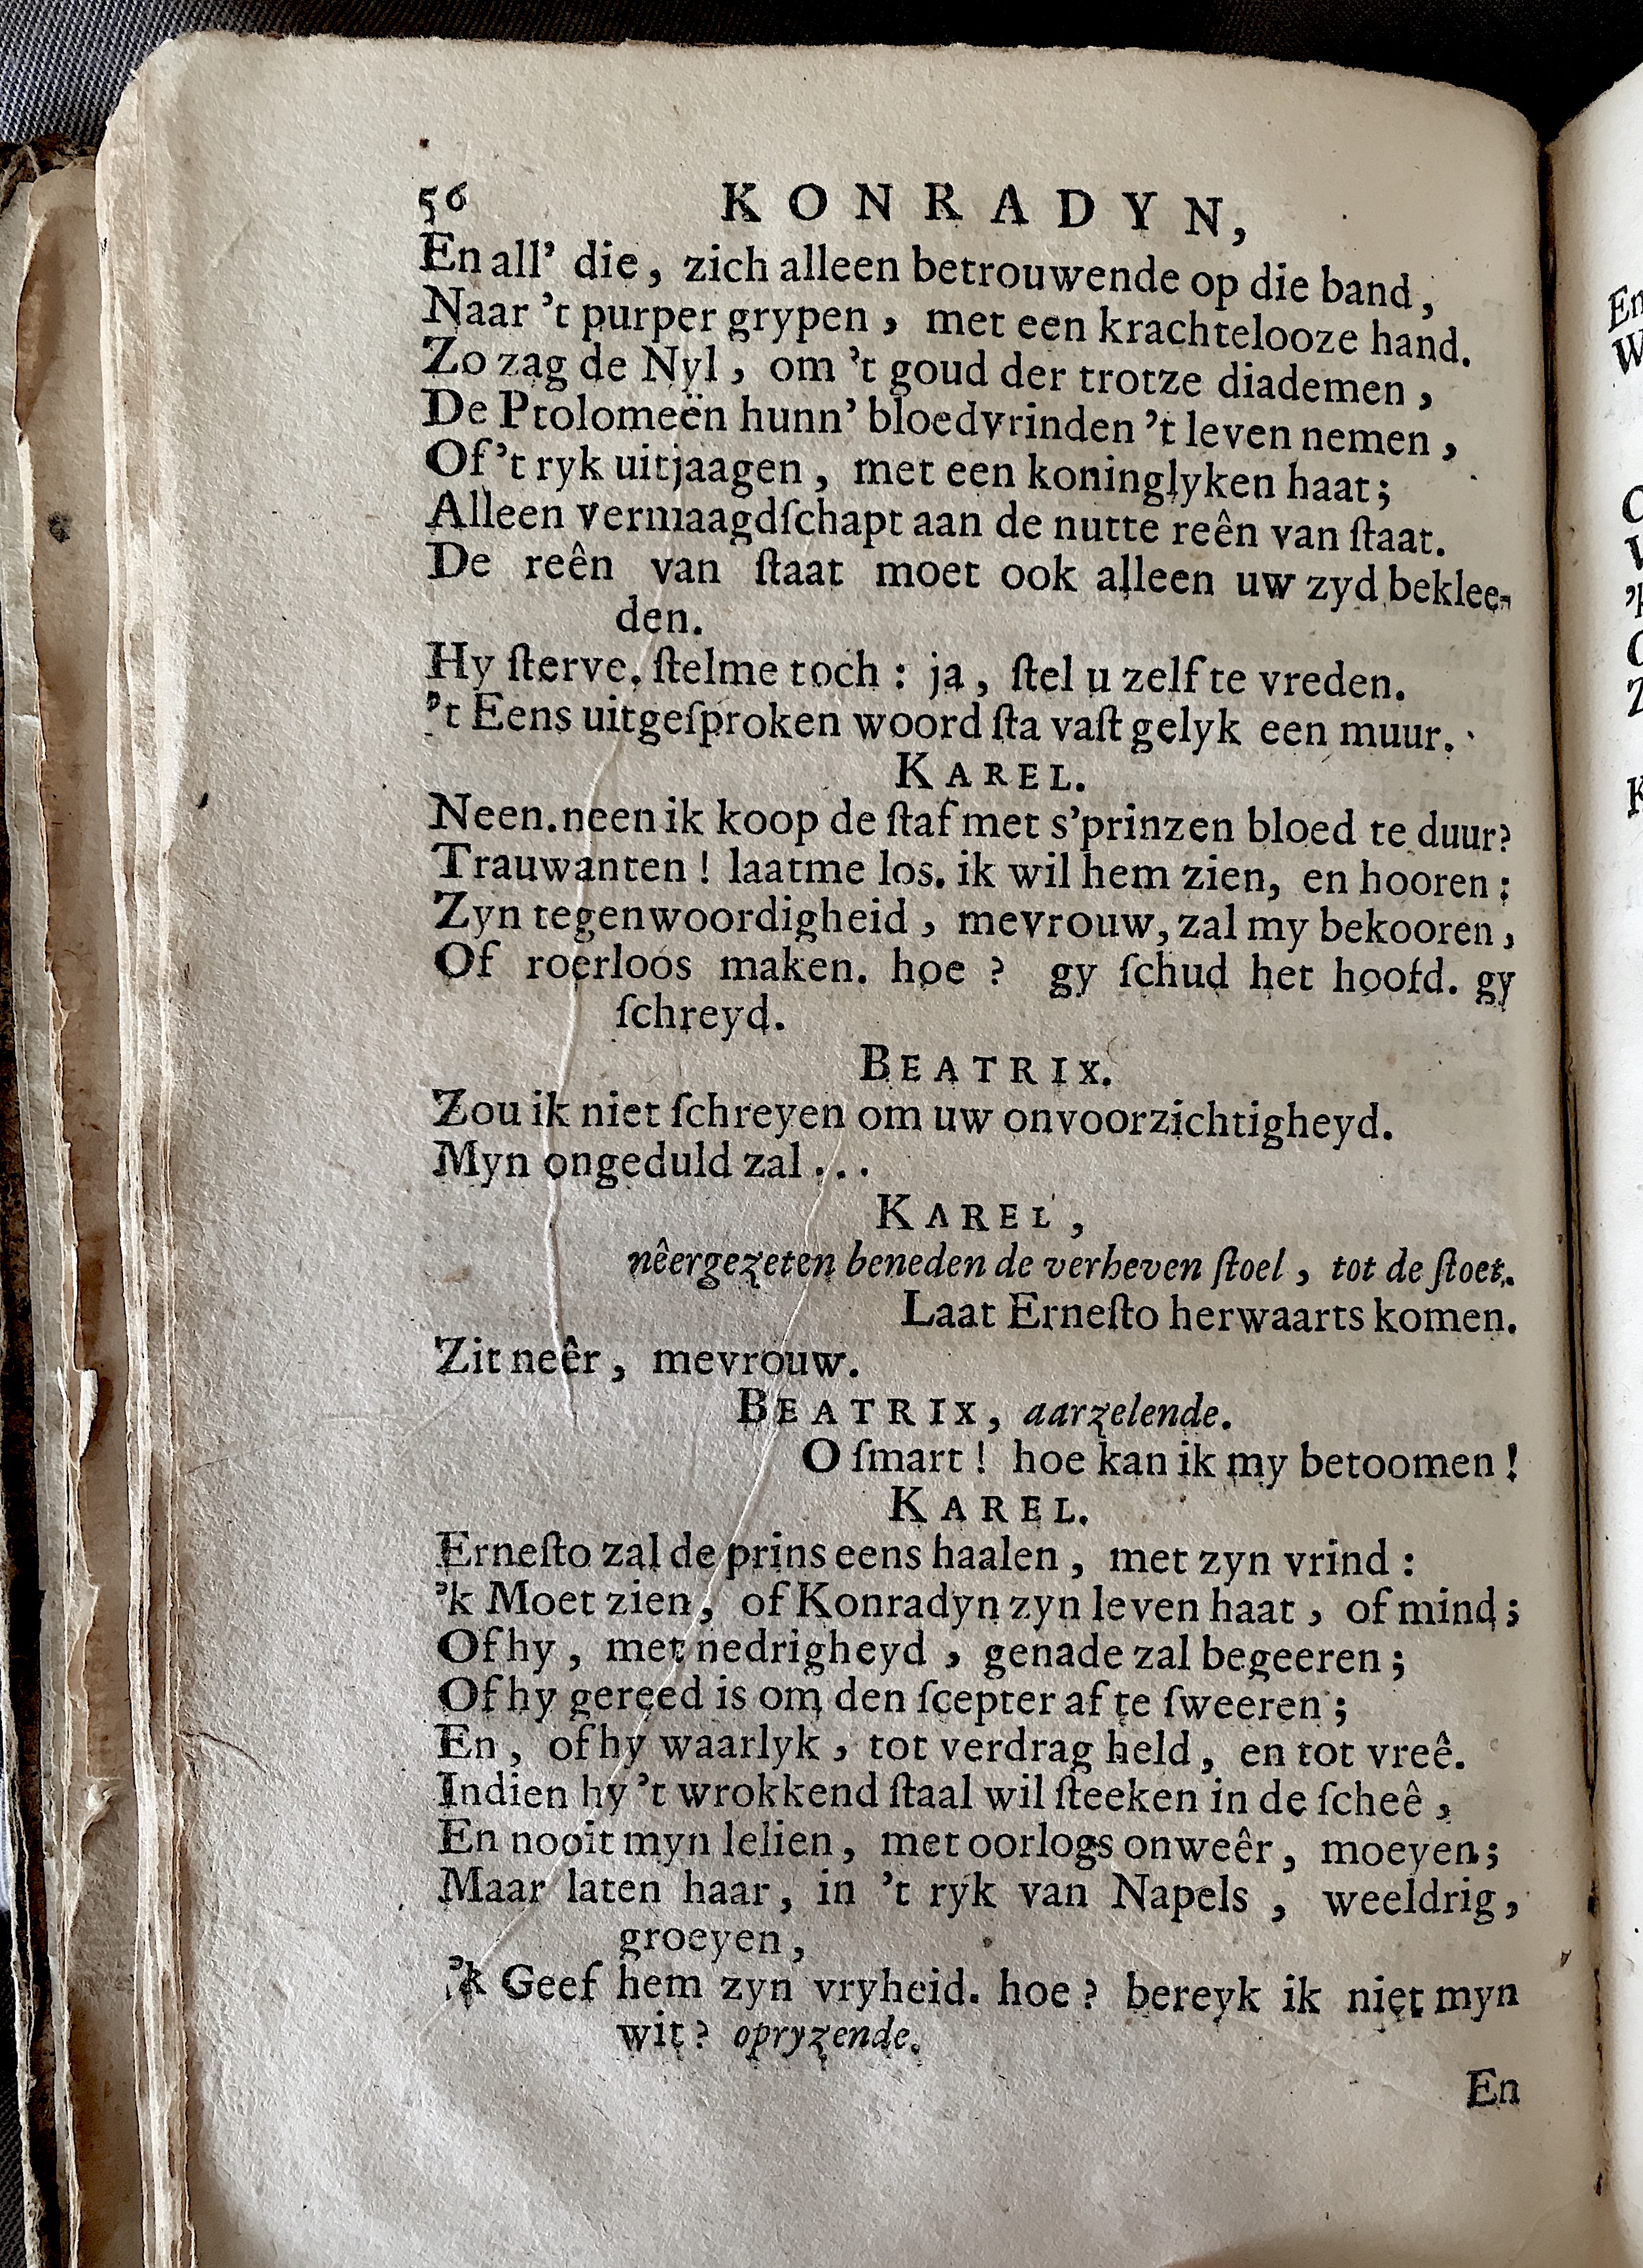 56 KONRADYN,
En all’ die, zich alleen betrouwende op die band,
Naar ’t purper grypen, met een krachtelooze hand.
Zo zag de Nyl, om ’t goud der trotze diademen,
De Ptolomeën hunn’ bloedvrinden ’t leven nemen,
Of ’t ryk uitjaagen, met een koninglyken haat;
Alleen vermaagdſchapt aan de nutte reên van ſtaat.
De reên van ſtaat moet ook alleen uw zyd beklee-
den.
Hy ſterve. ſtelme toch: ja, ſtel u zelf te vreden.
’t Eens uitgeſproken woord ſta vaſt gelyk een muur.
KAREL.
Neen. neen ik koop de ſtaf met s’prinzen bloed te duur?
Trauwanten! laatme los. ik wil hem zien, en hooren;
Zyn tegenwoordigheid, mevrouw, zal my bekooren,
Of roerloos maken. hoe? gy ſchud het hoofd. gy
ſchreyd.
BEATRIX.
Zou ik niet ſchreyen om uw onvoorzichtigheyd.
Myn ongeduld zal...
KAREL,
nêergezeten beneden de verheven ſtoel, tot de ſtoet.
Laat Erneſto herwaarts komen.
Zit neêr, mevrouw.
BEATRIX, aarzelende.
O ſmart! hoe kan ik my betoomen!
KAREL.
Erneſto zal de prins eens haalen, met zyn vrind:
’k Moet zien, of Konradyn zyn leven haat, of mind;
Of hy, met nedrigheyd, genade zal begeeren;
Of hy gereed is om den ſcepter af te ſweeren;
En, of hy waarlyk, tot verdrag held, en tot vreê.
Indien hy ’t wrokkend ſtaal wil ſteeken in de ſcheê,
En nooit myn lelien, met oorlogs onweêr, moeyen;
Maar laten haar, in ’t ryk van Napels, weeldrig,
groeyen,
’k Geef hem zyn vryheid. hoe? bereyk ik niet myn
wit? opryzende.
En